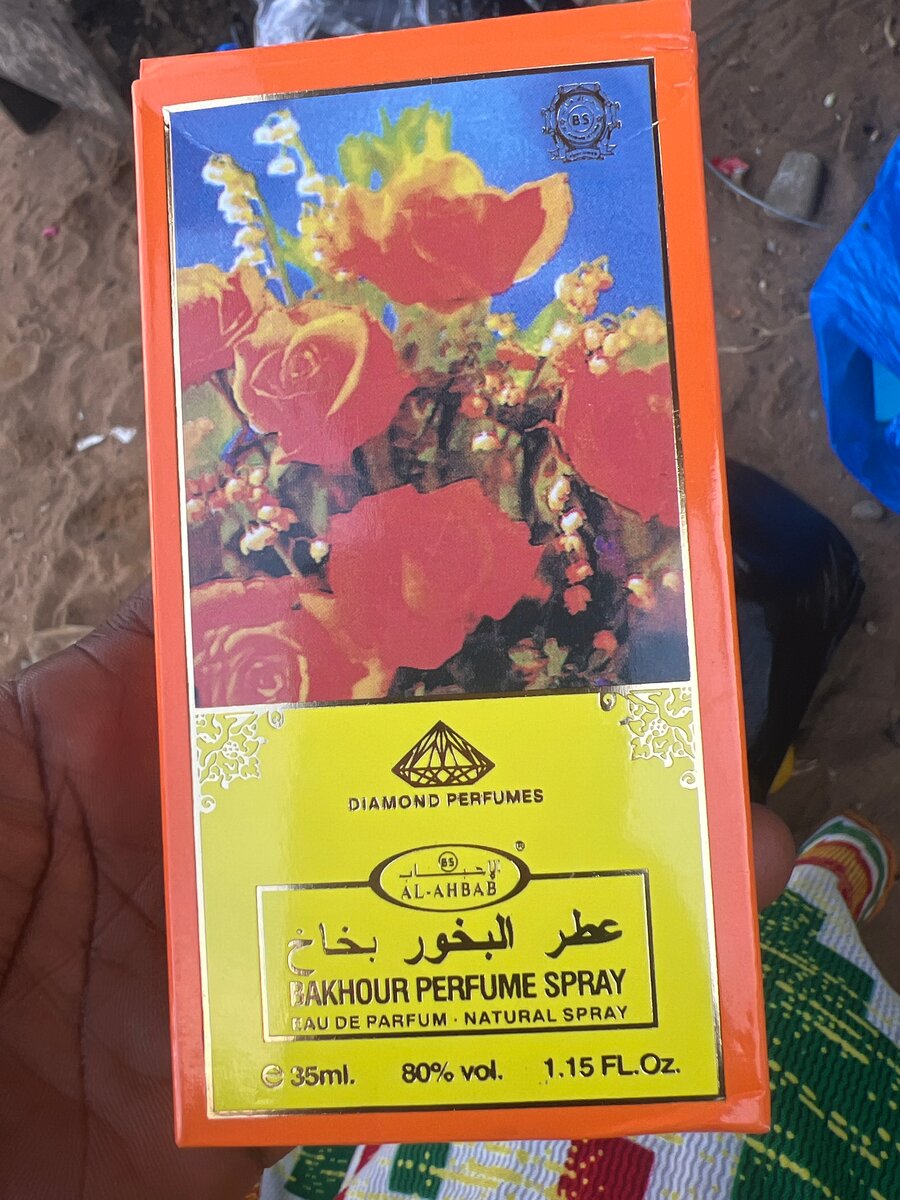 BS
DIAMOND PERFUMES
BS
الاحباب
AL-AHBAB
®
عطر البخور بخاخ
BAKHOUR PERFUME SPRAY
EAU DE PARFUM · NATURAL SPRAY
℮ 35ml. 80% vol. 1.15 FL.Oz.